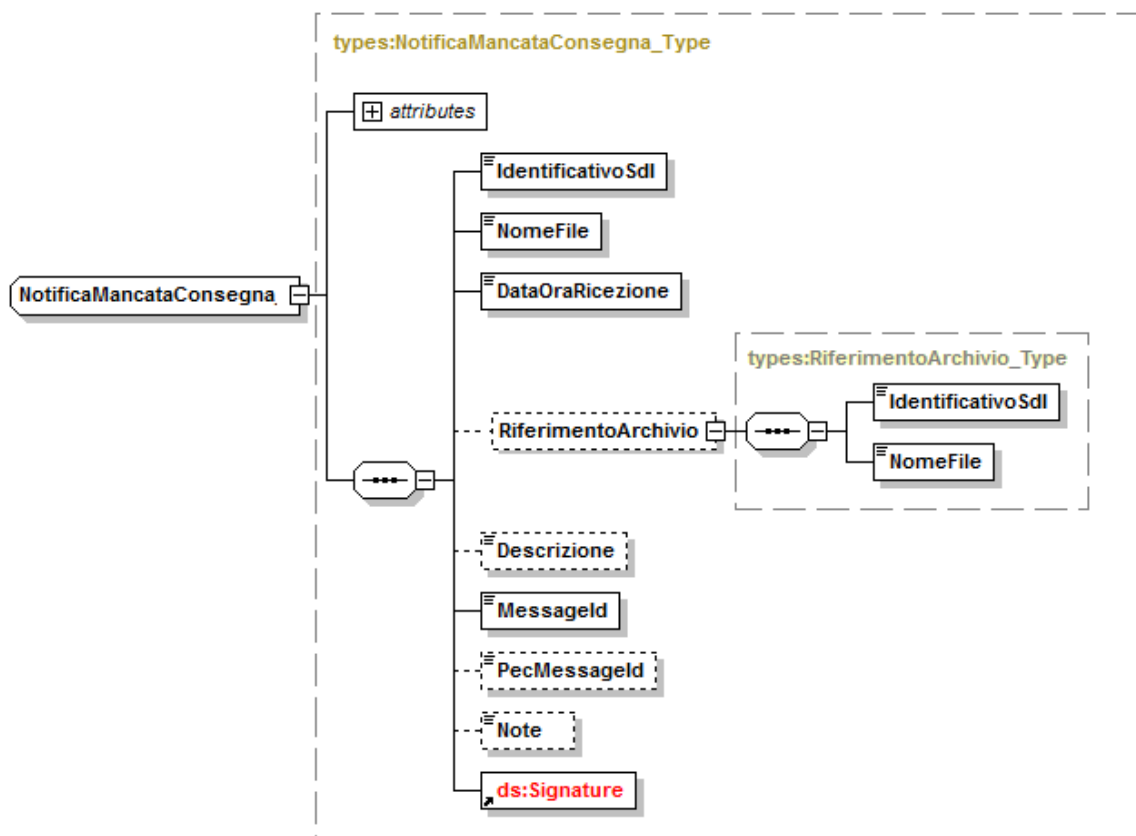 types:NotificaMancataConsegna_Type
attributes
IdentificativoSdI
NomeFile
DataOraRicezione
NotificaMancataConsegna
types:RiferimentoArchivio_Type
IdentificativoSdI
RiferimentoArchivio
NomeFile
Descrizione
MessageId
PecMessageId
Note
ds:Signature